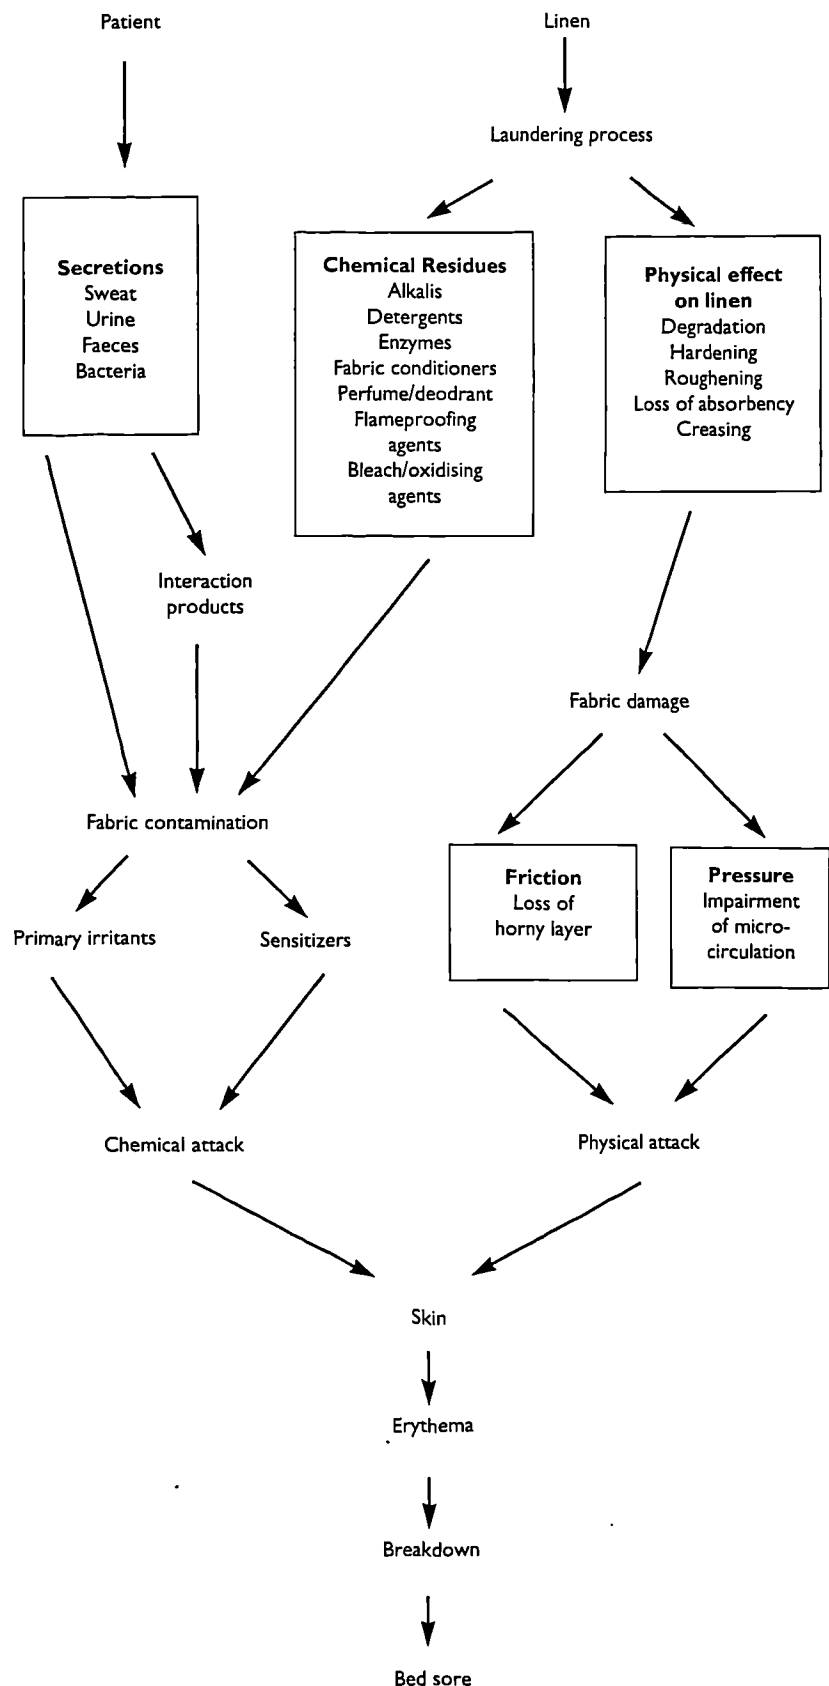 Patient
Linen
Laundering process
Secretions
Sweat
Urine
Faeces
Bacteria
Chemical Residues
Alkalis
Detergents
Enzymes
Fabric conditioners
Perfume/deodrant
Flameproofing
agents
Bleach/oxidising
agents
Physical effect
on linen
Degradation
Hardening
Roughening
Loss of absorbency
Creasing
Interaction
products
Fabric damage
Fabric contamination
Friction
Loss of
horny layer
Pressure
Impairment
of micro-
circulation
Primary irritants
Sensitizers
Chemical attack
Physical attack
Skin
Erythema
Breakdown
Bed sore